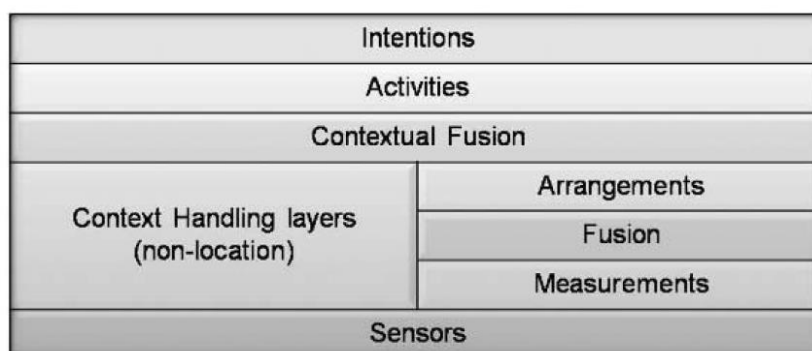 Intentions
Activities
Contextual Fusion
Context Handling layers
(non-location)
Arrangements
Fusion
Measurements
Sensors